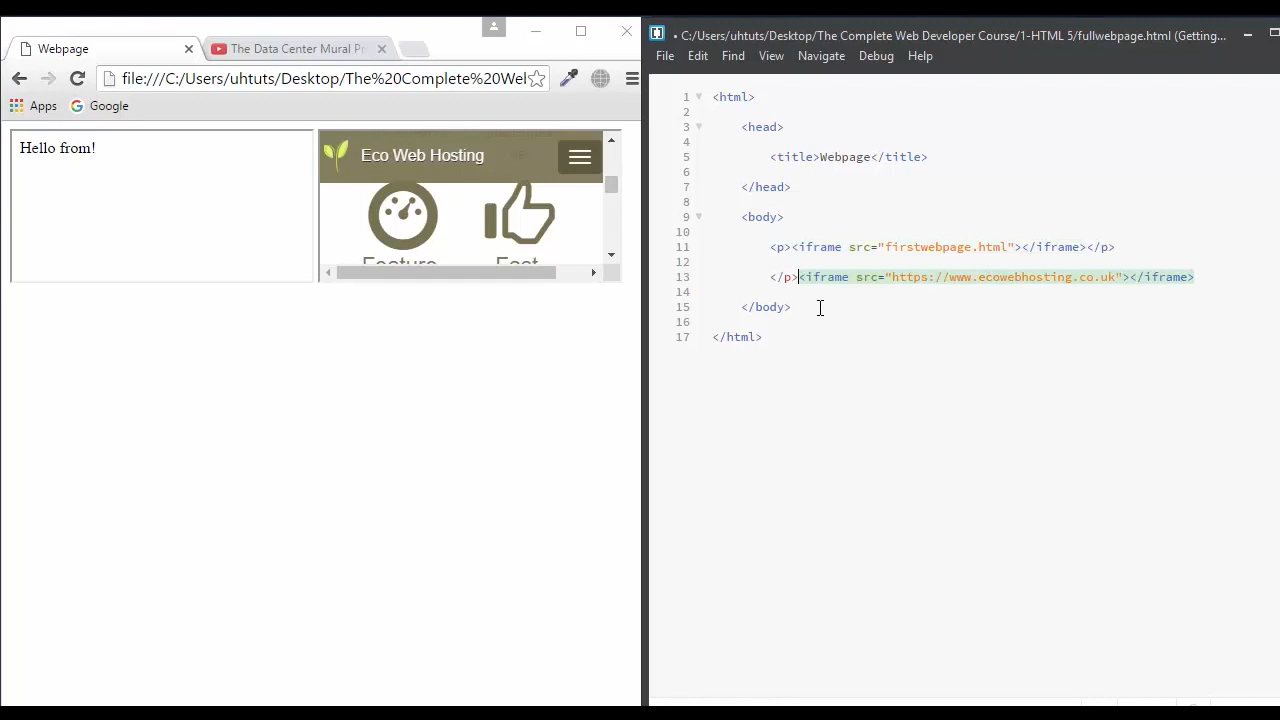 Webpage
The Data Center Mural Pr
file:///C:/Users/uhtuts/Desktop/The%20Complete%20Wel
Apps Google
Hello from!
Eco Web Hosting
Feature Fast
• C:/Users/uhtuts/Desktop/The Complete Web Developer Course/1-HTML 5/fullwebpage.html (Getting...
File Edit Find View Navigate Debug Help
1 <html>
2
3 <head>
4
5 <title>Webpage</title>
6
7 </head>
8
9 <body>
10
11 <p><iframe src="firstwebpage.html"></iframe></p>
12
13 </p><iframe src="https://www.ecowebhosting.co.uk"></iframe>
14
15 </body>
16
17 </html>